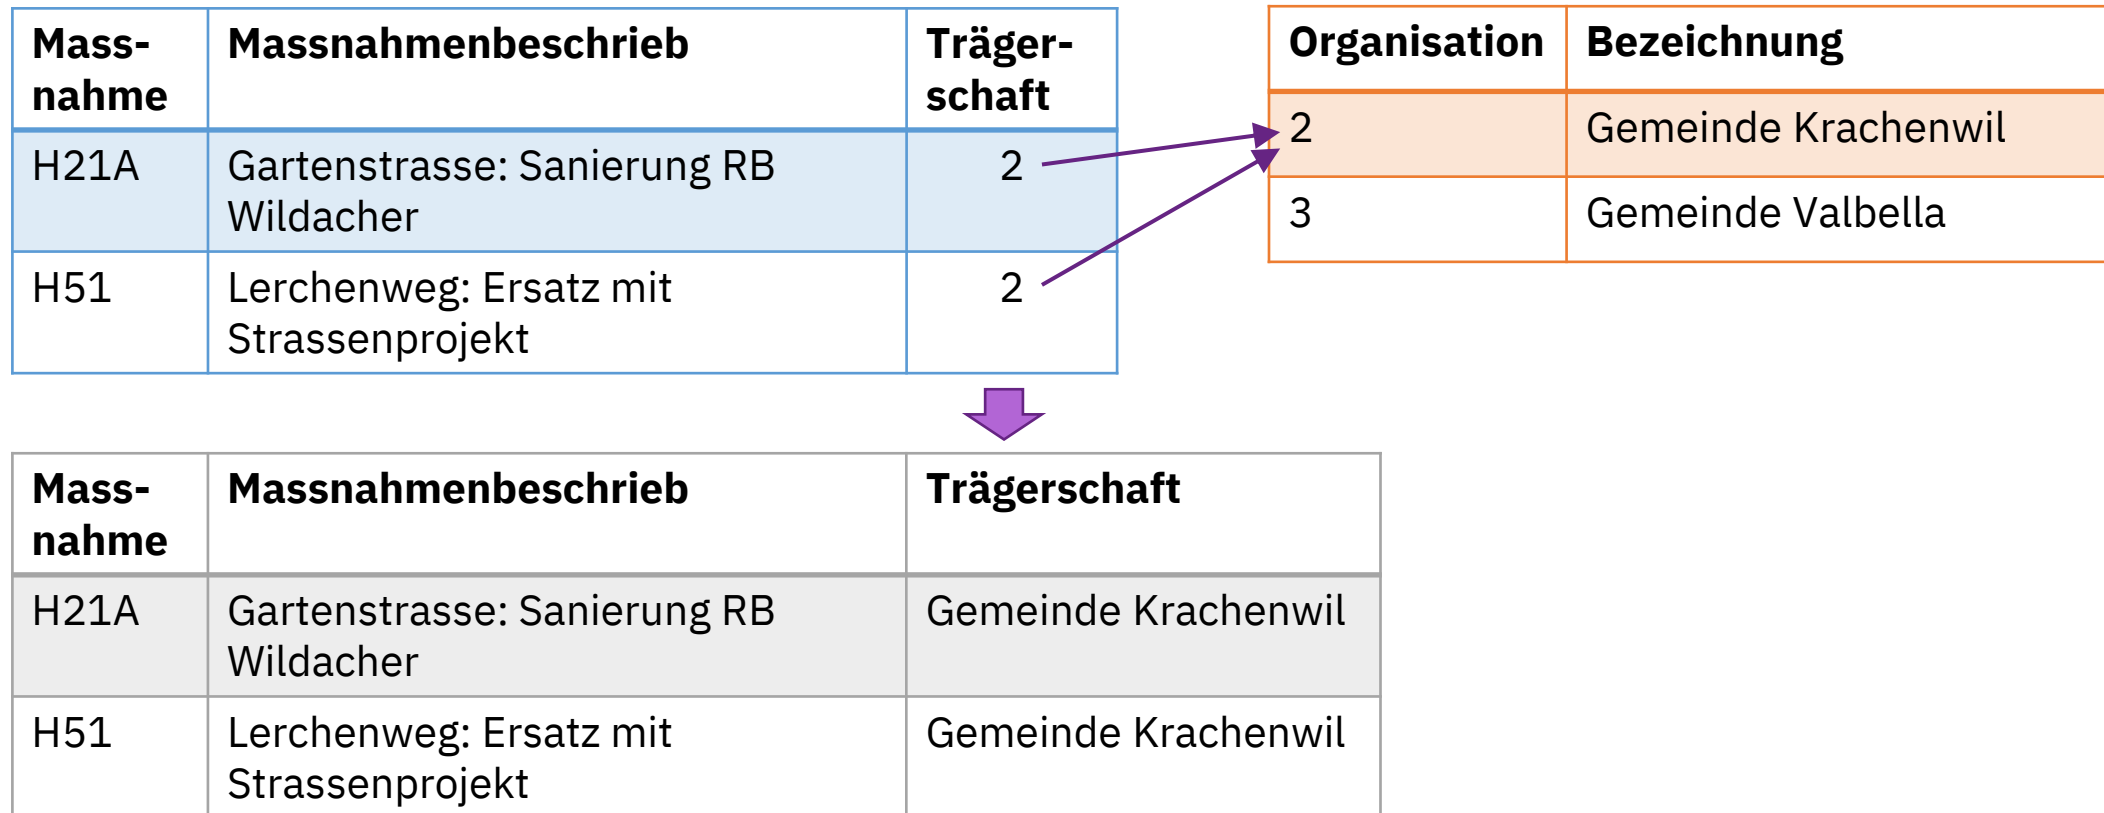 Mass- Massnahmenbeschrieb Träger-
nahme schaft
H21A Gartenstrasse: Sanierung RB 2
Wildacher
H51 Lerchenweg: Ersatz mit 2
Strassenprojekt
Organisation Bezeichnung
2 Gemeinde Krachenwil
3 Gemeinde Valbella
Mass- Massnahmenbeschrieb Trägerschaft
nahme
H21A Gartenstrasse: Sanierung RB Gemeinde Krachenwil
Wildacher
H51 Lerchenweg: Ersatz mit Gemeinde Krachenwil
Strassenprojekt